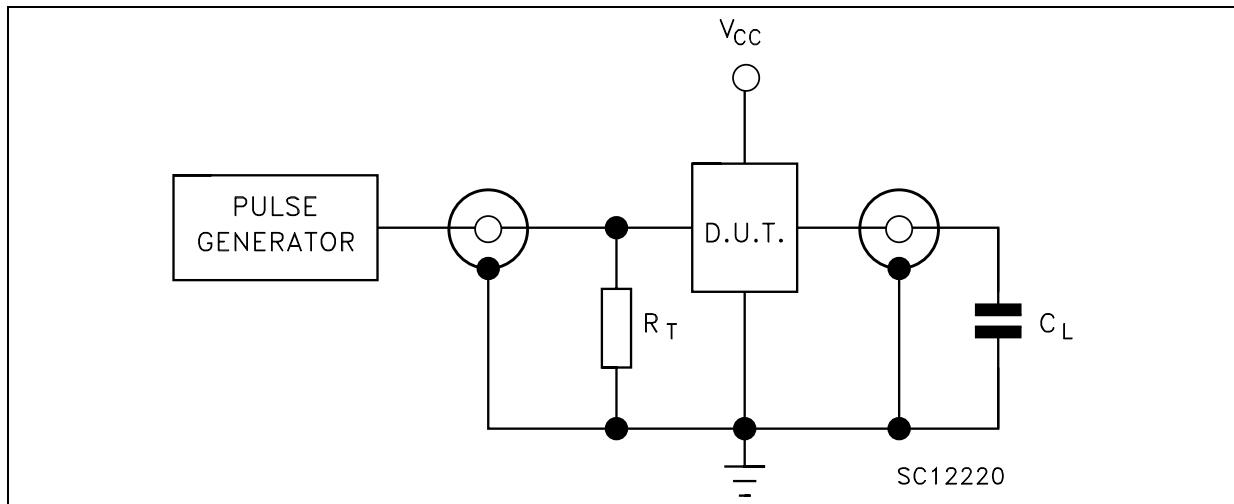 VCC
PULSE
GENERATOR
D.U.T.
RT
CL
SC12220